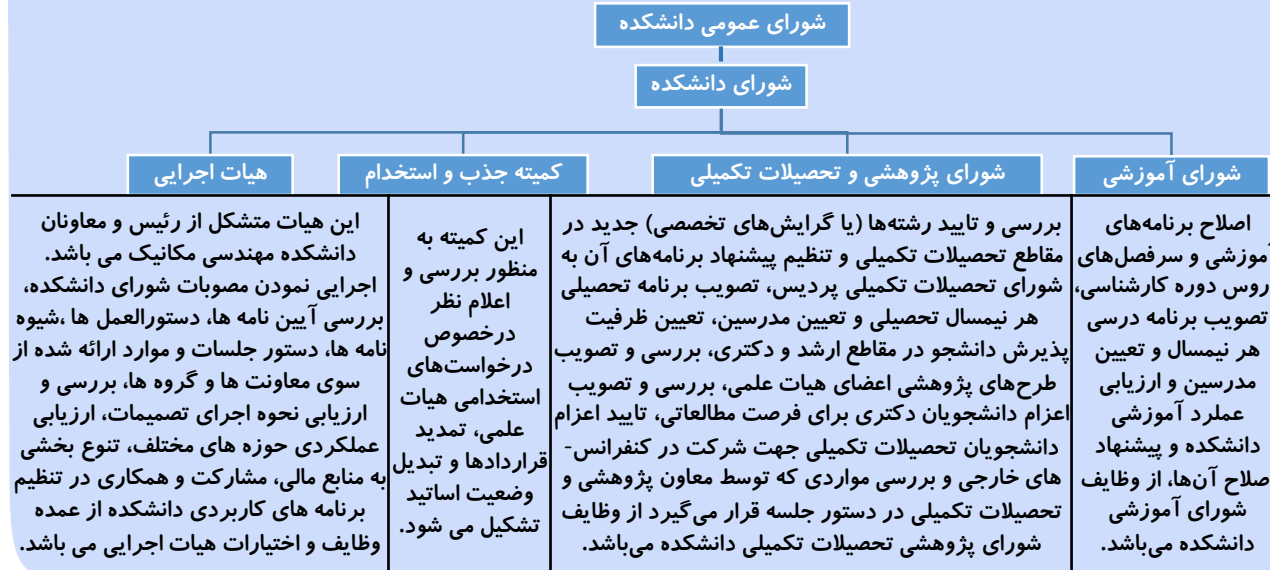 شورای عمومی دانشکده
شورای دانشکده
شورای آموزشی
شورای پژوهشی و تحصیلات تکمیلی
کمیته جذب و استخدام
هیات اجرایی
اصلاح برنامه‌های
آموزشی و سرفصل‌های
روس دوره کارشناسی،
تصویب برنامه درسی
هر نیمسال و تعیین
مدرسین و ارزیابی
عملرد آموزشی
دانشکده و پیشنهاد
صلاح آن‌ها، از وظایف
شورای آموزشی
دانشکده می‌باشد.
بررسی و تایید رشته‌ها (یا گرایش‌های تخصصی) جدید در
مقاطع تحصیلات تکمیلی و تنظیم پیشنهاد برنامه‌های آن به
شورای تحصیلات تکمیلی پردیس، تصویب برنامه تحصیلی
هر نیمسال تحصیلی و تعیین مدرسین، تعیین ظرفیت
پذیرش دانشجو در مقاطع ارشد و دکتری، بررسی و تصویب
طرح‌های پژوهشی اعضای هیات علمی، بررسی و تصویب
اعزام دانشجویان دکتری برای فرصت مطالعاتی، تایید اعزام
دانشجویان تحصیلات تکمیلی جهت شرکت در کنفرانس-
های خارجی و بررسی مواردی که توسط معاون پژوهشی و
تحصیلات تکمیلی در دستور جلسه قرار می‌گیرد از وظایف
شورای پژوهشی تحصیلات تکمیلی دانشکده می‌باشد.
این کمیته به
منظور بررسی و
اعلام نظر
درخصوص
درخواست‌های
استخدامی هیات
علمی، تمدید
قراردادها و تبدیل
وضعیت اساتید
تشکیل می شود.
این هیات متشکل از رئیس و معاونان
دانشکده مهندسی مکانیک می باشد.
اجرایی نمودن مصوبات شورای دانشکده،
بررسی آیین نامه ها، دستورالعمل ها ،شیوه
نامه ها، دستور جلسات و موارد ارائه شده از
سوی معاونت ها و گروه ها، بررسی و
ارزیابی نحوه اجرای تصمیمات، ارزیابی
عملکردی حوزه های مختلف، تنوع بخشی
به منابع مالی، مشارکت و همکاری در تنظیم
برنامه های کاربردی دانشکده از عمده
وظایف و اختیارات هیات اجرایی می باشد.